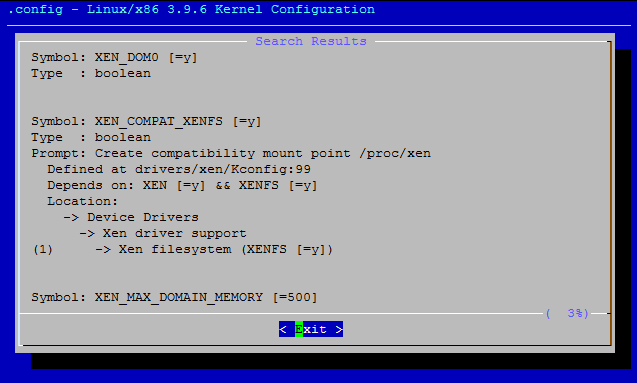 .config - Linux/x86 3.9.6 Kernel Configuration
Search Results
Symbol: XEN_DOM0 [=y]
Type  : boolean
Symbol: XEN_COMPAT_XENFS [=y]
Type  : boolean
Prompt: Create compatibility mount point /proc/xen
  Defined at drivers/xen/Kconfig:99
  Depends on: XEN [=y] && XENFS [=y]
  Location:
    -> Device Drivers
      -> Xen driver support
(1)     -> Xen filesystem (XENFS [=y])
Symbol: XEN_MAX_DOMAIN_MEMORY [=500]
(  3%)
< Exit >